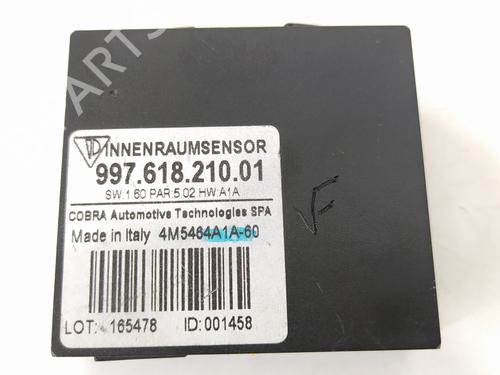 INNENRAUMSENSOR
997.618.210.01
SW:1.60 PAR:5.02 HW:A1A
COBRA Automotive Technologies SPA
Made in Italy 4M5464A1A-60
LOT: 165478 ID:001458